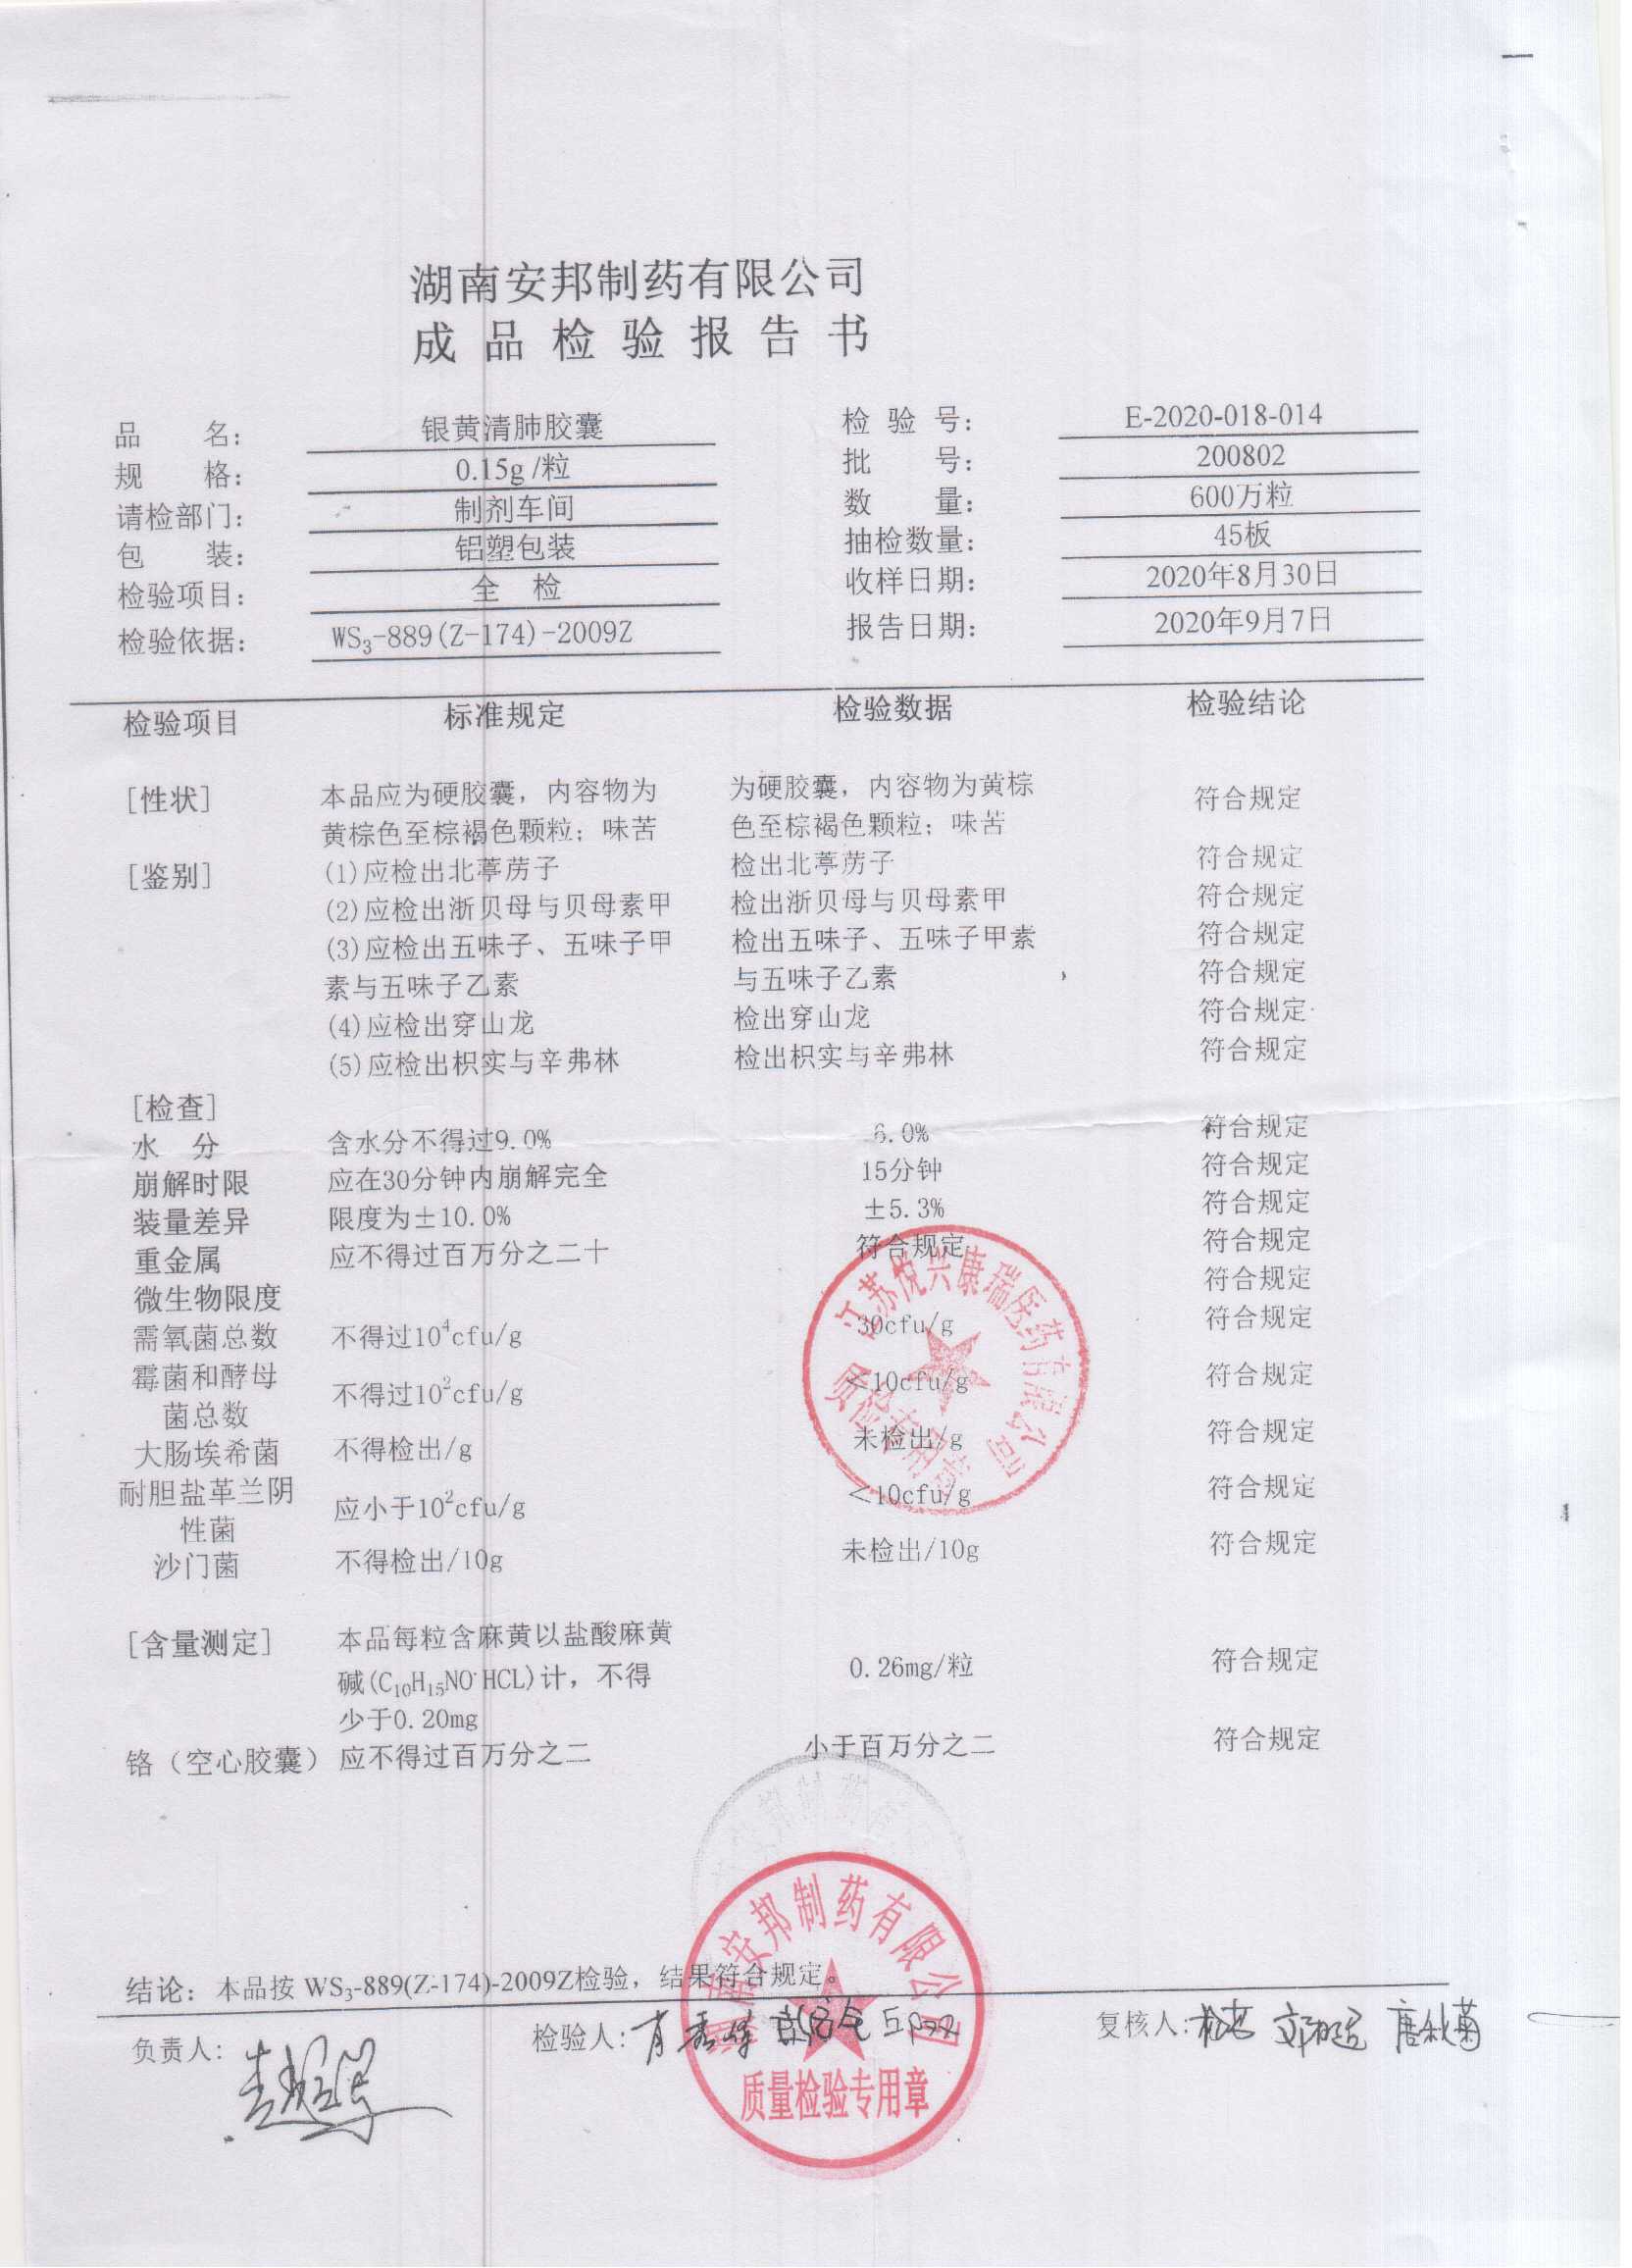 湖南安邦制药有限公司
成品检验报告书
品 名： 银黄清肺胶囊 检 验 号： E-2020-018-014
规 格： 0.15g/粒 批 号： 200802
请检部门： 制剂车间 数 量： 600万粒
包 装： 铝塑包装 抽检数量： 45板
检验项目： 全 检 收样日期： 2020年8月30日
检验依据： WS₃-889(Z-174)-2009Z 报告日期： 2020年9月7日
检验项目 标准规定 检验数据 检验结论
[性状] 本品应为硬胶囊，内容物为 为硬胶囊，内容物为黄棕 符合规定
黄棕色至棕褐色颗粒；味苦 色至棕褐色颗粒；味苦
[鉴别] (1)应检出北葶苈子 检出北葶苈子 符合规定
(2)应检出浙贝母与贝母素甲 检出浙贝母与贝母素甲 符合规定
(3)应检出五味子、五味子甲 检出五味子、五味子甲素 符合规定
素与五味子乙素 与五味子乙素 符合规定
(4)应检出穿山龙 检出穿山龙 符合规定
(5)应检出枳实与辛弗林 检出枳实与辛弗林 符合规定
[检查]
水 分 含水分不得过9.0% 6.0% 符合规定
崩解时限 应在30分钟内崩解完全 15分钟 符合规定
装量差异 限度为±10.0% ±5.3% 符合规定
重金属 应不得过百万分之二十 符合规定 符合规定
微生物限度 符合规定
需氧菌总数 不得过10⁴cfu/g 30cfu/g 符合规定
霉菌和酵母 不得过10²cfu/g <10cfu/g 符合规定
菌总数
大肠埃希菌 不得检出/g 未检出/g 符合规定
耐胆盐革兰阴 应小于10²cfu/g <10cfu/g 符合规定
性菌
沙门菌 不得检出/10g 未检出/10g 符合规定
[含量测定] 本品每粒含麻黄以盐酸麻黄
碱(C₁₀H₁₅NO·HCL)计，不得 0.26mg/粒 符合规定
少于0.20mg
铬（空心胶囊） 应不得过百万分之二 小于百万分之二 符合规定
江苏悦兴康瑞医药有限公司
湖南安邦制药有限公司
结论：本品按 WS₃-889(Z-174)-2009Z检验，结果符合规定。
负责人： 检验人： 复核人： 唐秋菊
质量检验专用章